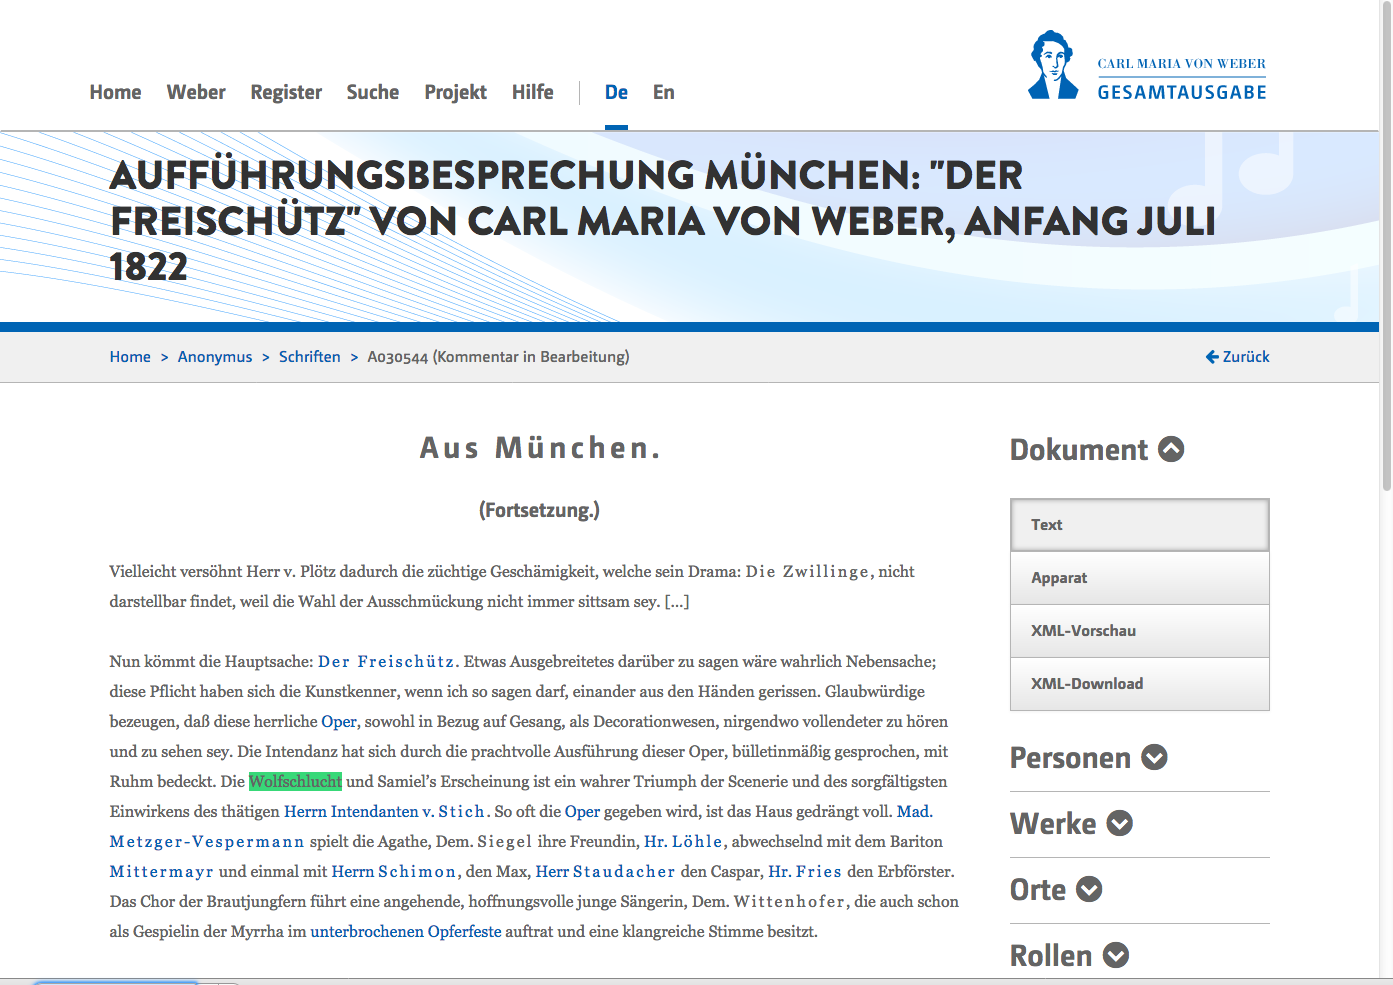 Home Weber Register Suche Projekt Hilfe De En
CARL MARIA VON WEBER
GESAMTAUSGABE
AUFFÜHRUNGSBESPRECHUNG MÜNCHEN: "DER
FREISCHÜTZ" VON CARL MARIA VON WEBER, ANFANG JULI
1822
Home > Anonymus > Schriften > A030544 (Kommentar in Bearbeitung)
Zurück
Aus München.
(Fortsetzung.)
Vielleicht versöhnt Herr v. Plötz dadurch die züchtige Geschämigkeit, welche sein Drama: Die Zwillinge, nicht
darstellbar findet, weil die Wahl der Ausschmückung nicht immer sittsam sey. [...]
Nun kömmt die Hauptsache: Der Freischütz. Etwas Ausgebreitetes darüber zu sagen wäre wahrlich Nebensache;
diese Pflicht haben sich die Kunstkenner, wenn ich so sagen darf, einander aus den Händen gerissen. Glaubwürdige
bezeugen, daß diese herrliche Oper, sowohl in Bezug auf Gesang, als Decorationwesen, nirgendwo vollendeter zu hören
und zu sehen sey. Die Intendanz hat sich durch die prachtvolle Ausführung dieser Oper, bülletinmäßig gesprochen, mit
Ruhm bedeckt. Die Wolfschlucht und Samiel's Erscheinung ist ein wahrer Triumph der Scenerie und des sorgfältigsten
Einwirkens des thätigen Herrn Intendanten v. Stich. So oft die Oper gegeben wird, ist das Haus gedrängt voll. Mad.
Metzger-Vespermann spielt die Agathe, Dem. Siegel ihre Freundin, Hr. Löhle, abwechselnd mit dem Bariton
Mittermayr und einmal mit Herrn Schimon, den Max, Herr Staudacher den Caspar, Hr. Fries den Erbförster.
Das Chor der Brautjungfern führt eine angehende, hoffnungsvolle junge Sängerin, Dem. Wittenhofer, die auch schon
als Gespielin der Myrrha im unterbrochenen Opferfeste auftrat und eine klangreiche Stimme besitzt.
Dokument
Text
Apparat
XML-Vorschau
XML-Download
Personen
Werke
Orte
Rollen